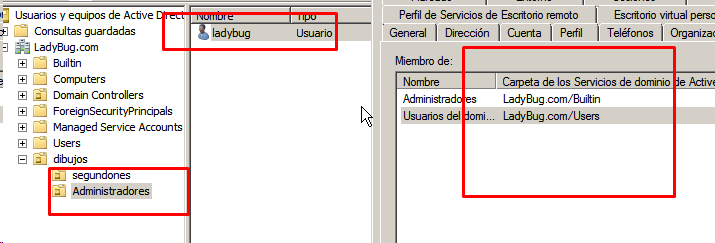 Usuarios y equipos de Active Direct
Consultas guardadas
LadyBug.com
Builtin
Computers
Domain Controllers
ForeignSecurityPrincipals
Managed Service Accounts
Users
dibujos
segundones
Administradores
Nombre Tipo
ladybug Usuario
Perfil de Servicios de Escritorio remoto Escritorio virtual perso
General Dirección Cuenta Perfil Teléfonos Organizac
Miembro de:
Nombre Carpeta de los Servicios de dominio de Active
Administradores LadyBug.com/Builtin
Usuarios del domi... LadyBug.com/Users